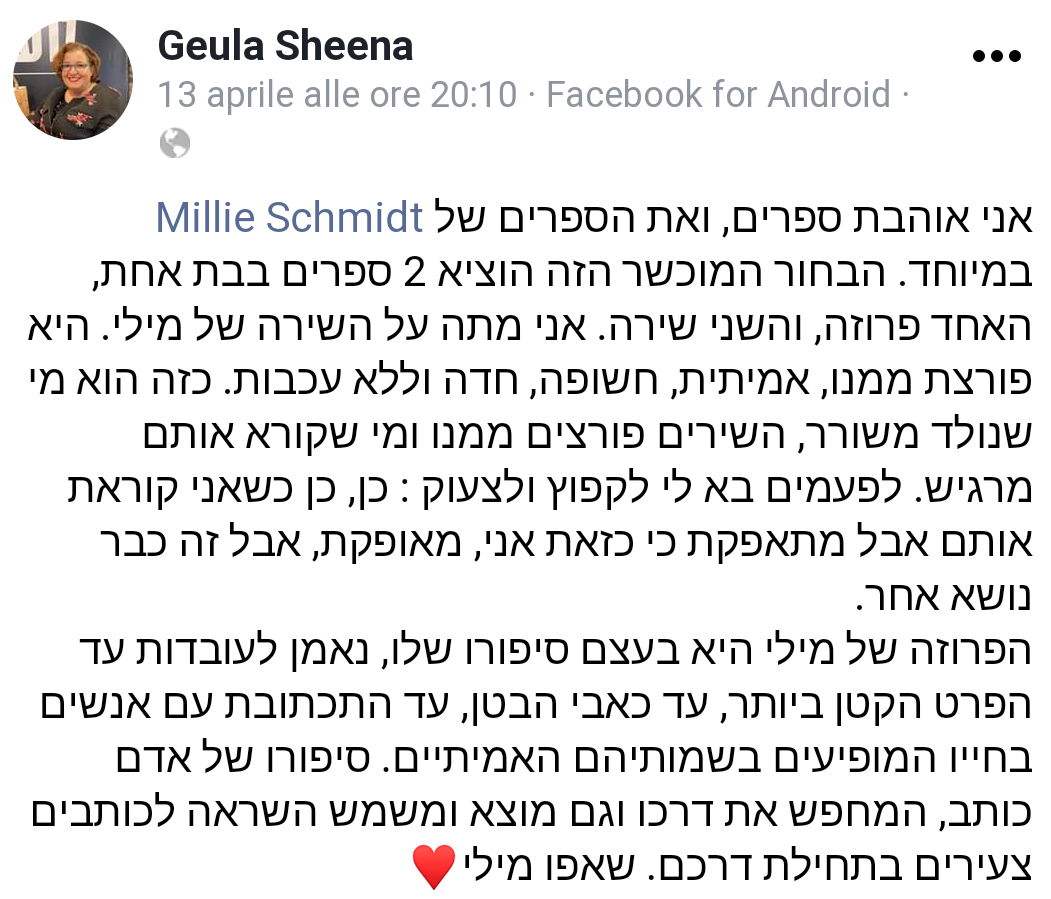 Geula Sheena
13 aprile alle ore 20:10 · Facebook for Android ·
אני אוהבת ספרים, ואת הספרים של Millie Schmidt
במיוחד. הבחור המוכשר הזה הוציא 2 ספרים בבת אחת,
האחד פרוזה, והשני שירה. אני מתה על השירה של מילי. היא
פורצת ממנו, אמיתית, חשופה, חדה וללא עכבות. כזה הוא מי
שנולד משורר, השירים פורצים ממנו ומי שקורא אותם
מרגיש. לפעמים בא לי לקפוץ ולצעוק : כן, כן כשאני קוראת
אותם אבל מתאפקת כי כזאת אני, מאופקת, אבל זה כבר
נושא אחר.
הפרוזה של מילי היא בעצם סיפורו שלו, נאמן לעובדות עד
הפרט הקטן ביותר, עד כאבי הבטן, עד התכתובת עם אנשים
בחייו המופיעים בשמותיהם האמיתיים. סיפורו של אדם
כותב, המחפש את דרכו וגם מוצא ומשמש השראה לכותבים
צעירים בתחילת דרכם. שאפו מילי♥️